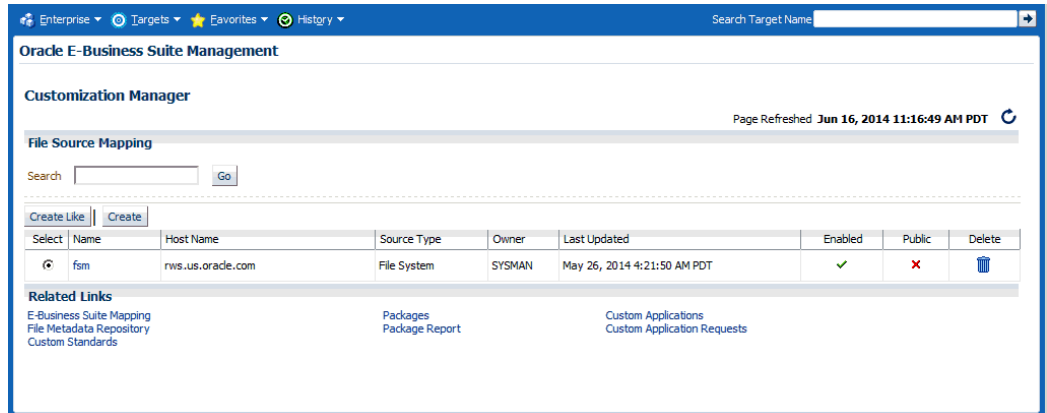 Enterprise Targets Favorites History Search Target Name
Oracle E-Business Suite Management
Customization Manager
Page Refreshed Jun 16, 2014 11:16:49 AM PDT
File Source Mapping
Search Go
Create Like Create
Select Name Host Name Source Type Owner Last Updated Enabled Public Delete
fsm rws.us.oracle.com File System SYSMAN May 26, 2014 4:21:50 AM PDT
Related Links
E-Business Suite Mapping Packages Custom Applications
File Metadata Repository Package Report Custom Application Requests
Custom Standards